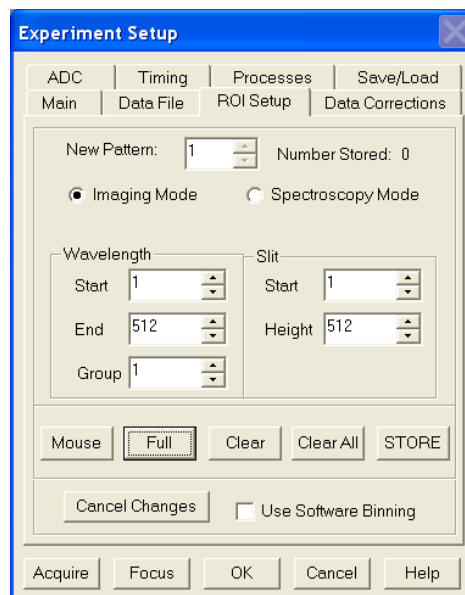 Experiment Setup
ADC Timing Processes Save/Load
Main Data File ROI Setup Data Corrections
New Pattern: 1 Number Stored: 0
Imaging Mode Spectroscopy Mode
Wavelength Slit
Start 1 Start 1
End 512 Height 512
Group 1
Mouse Full Clear Clear All STORE
Cancel Changes Use Software Binning
Acquire Focus OK Cancel Help